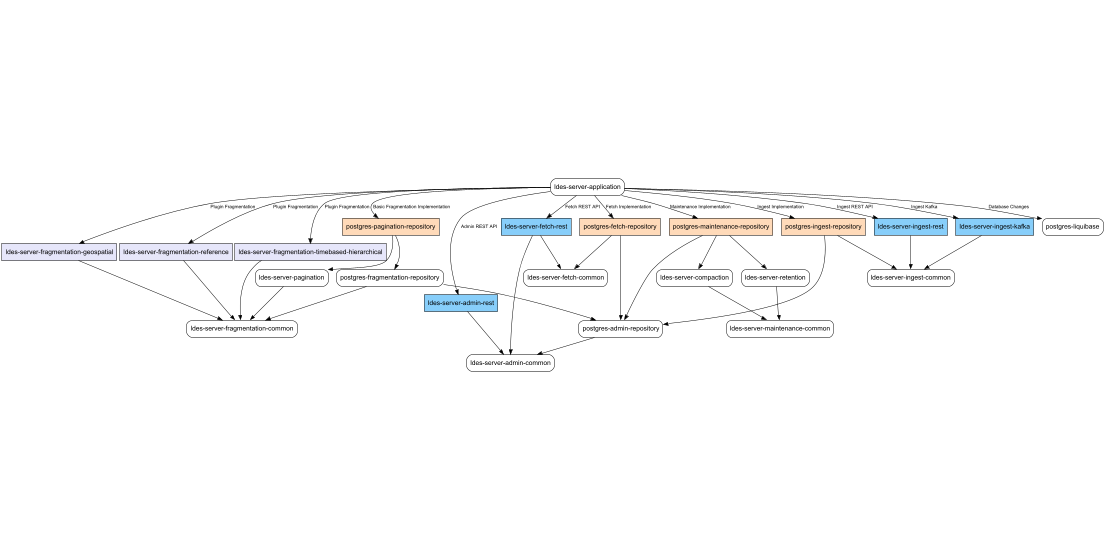 ldes-server-application
Plugin Fragmentation
Plugin Fragmentation
Plugin Fragmentation
Basic Fragmentation Implementation
Fetch REST API
Fetch Implementation
Maintenance Implementation
Ingest Implementation
Ingest REST API
Ingest Kafka
Database Changes
Admin REST API
postgres-pagination-repository
ldes-server-fetch-rest
postgres-fetch-repository
postgres-maintenance-repository
postgres-ingest-repository
ldes-server-ingest-rest
ldes-server-ingest-kafka
postgres-liquibase
ldes-server-fragmentation-geospatial
ldes-server-fragmentation-reference
ldes-server-fragmentation-timebased-hierarchical
ldes-server-pagination
postgres-fragmentation-repository
ldes-server-fetch-common
ldes-server-compaction
ldes-server-retention
ldes-server-ingest-common
ldes-server-admin-rest
ldes-server-fragmentation-common
postgres-admin-repository
ldes-server-maintenance-common
ldes-server-admin-common